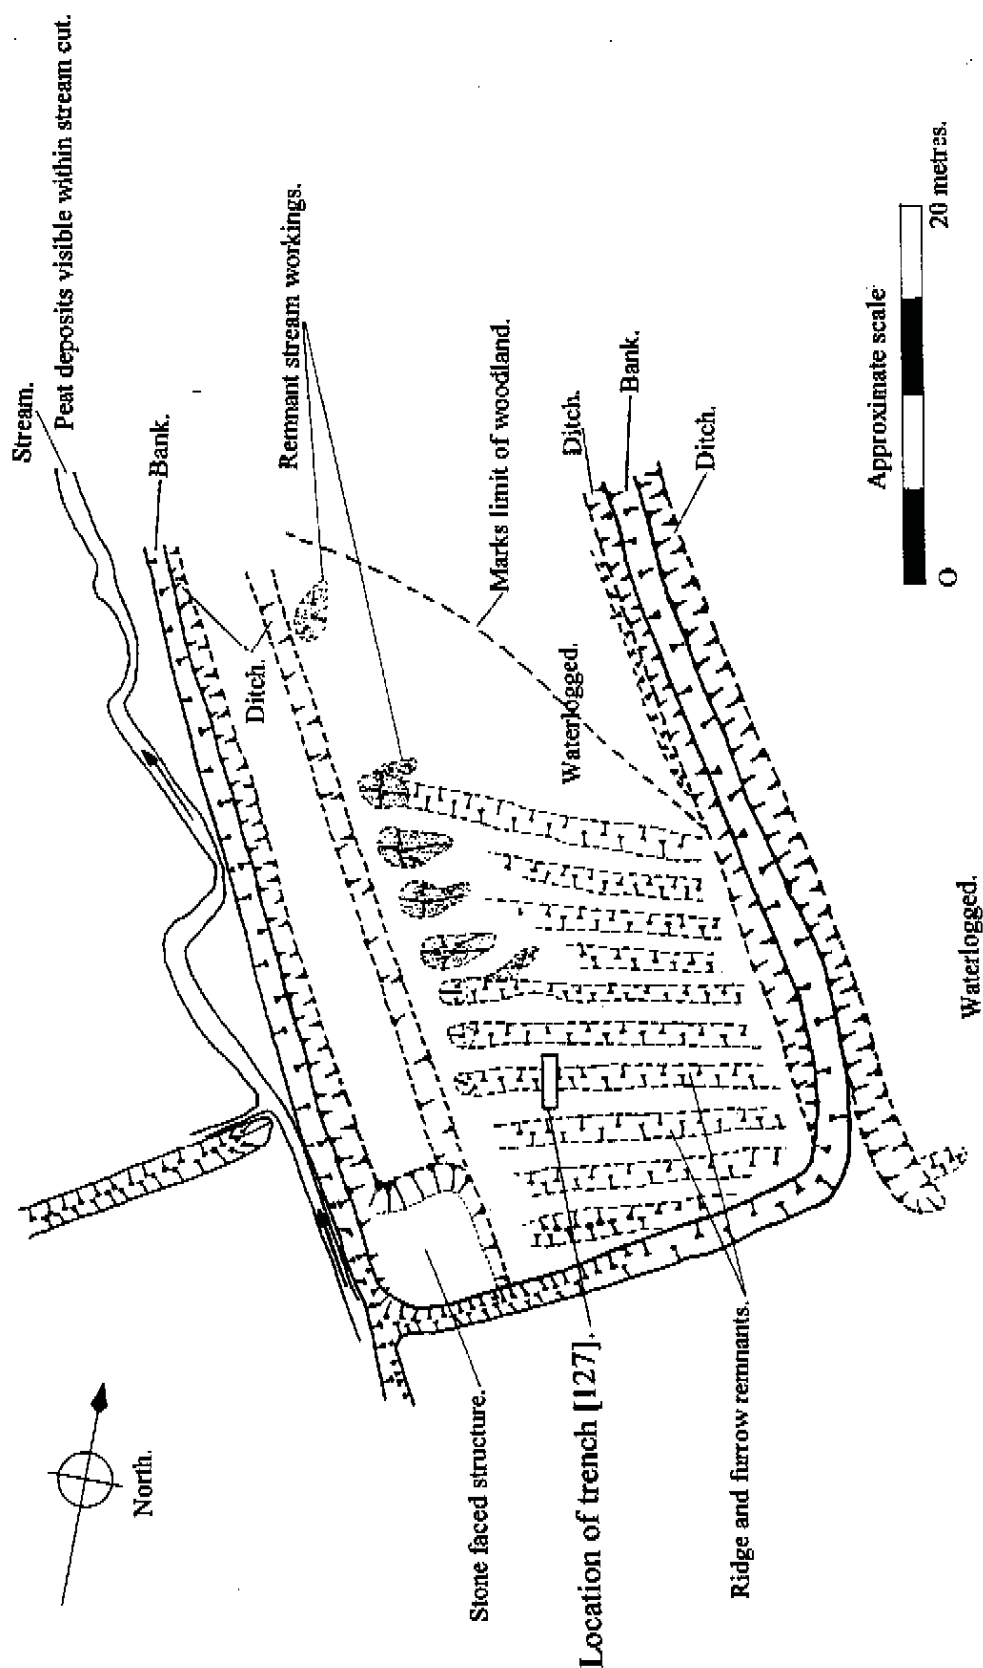 Stream.
Peat deposits visible within stream cut.
Bank.
Ditch.
Remnant stream workings.
Marks limit of woodland.
Waterlogged.
Ditch.
Bank.
Ditch.
Approximate scale
O
20 metres.
Waterlogged.
North.
Stone faced structure.
Location of trench [127].
Ridge and furrow remnants.